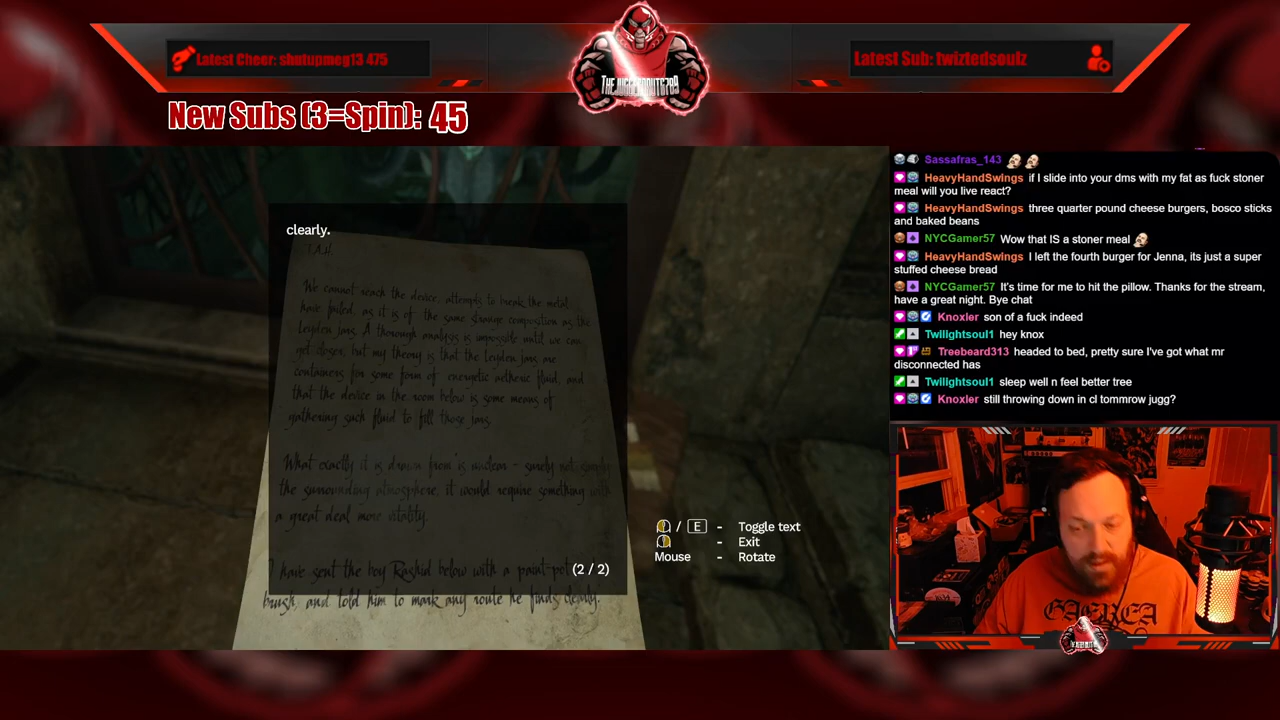 Latest Cheer: shutupmeg13 475
THEJUGGERNAUT6789
Latest Sub: twiztedsoulz
New Subs (3=Spin): 45
clearly.
T.A.H.
We cannot reach the device, attempts to break the metal
have failed, as it is of the same strange composition as the
Leyden jars. A thorough analysis is impossible until we can
get closer, but my theory is that the Leyden jars are
containers for some form of energetic aetheric fluid, and
that the device in the room below is some means of
gathering such fluid to fill those jars.
What exactly it is drawn from is unclear - surely not simply
the surrounding atmosphere, it would require something with
a great deal more vitality.
I have sent the boy Rashid below with a paint-pot
brush, and told him to mark any route he finds clearly.
(2 / 2)
/ E - Toggle text
- Exit
Mouse - Rotate
Sassafras_143
HeavyHandSwings if I slide into your dms with my fat as fuck stoner
meal will you live react?
HeavyHandSwings three quarter pound cheese burgers, bosco sticks
and baked beans
NYCGamer57 Wow that IS a stoner meal
HeavyHandSwings I left the fourth burger for Jenna, its just a super
stuffed cheese bread
NYCGamer57 It's time for me to hit the pillow. Thanks for the stream,
have a great night. Bye chat
Knoxler son of a fuck indeed
Twilightsoul1 hey knox
Treebeard313 headed to bed, pretty sure I've got what mr
disconnected has
Twilightsoul1 sleep well n feel better tree
Knoxler still throwing down in cl tommrow jugg?
GAEREA